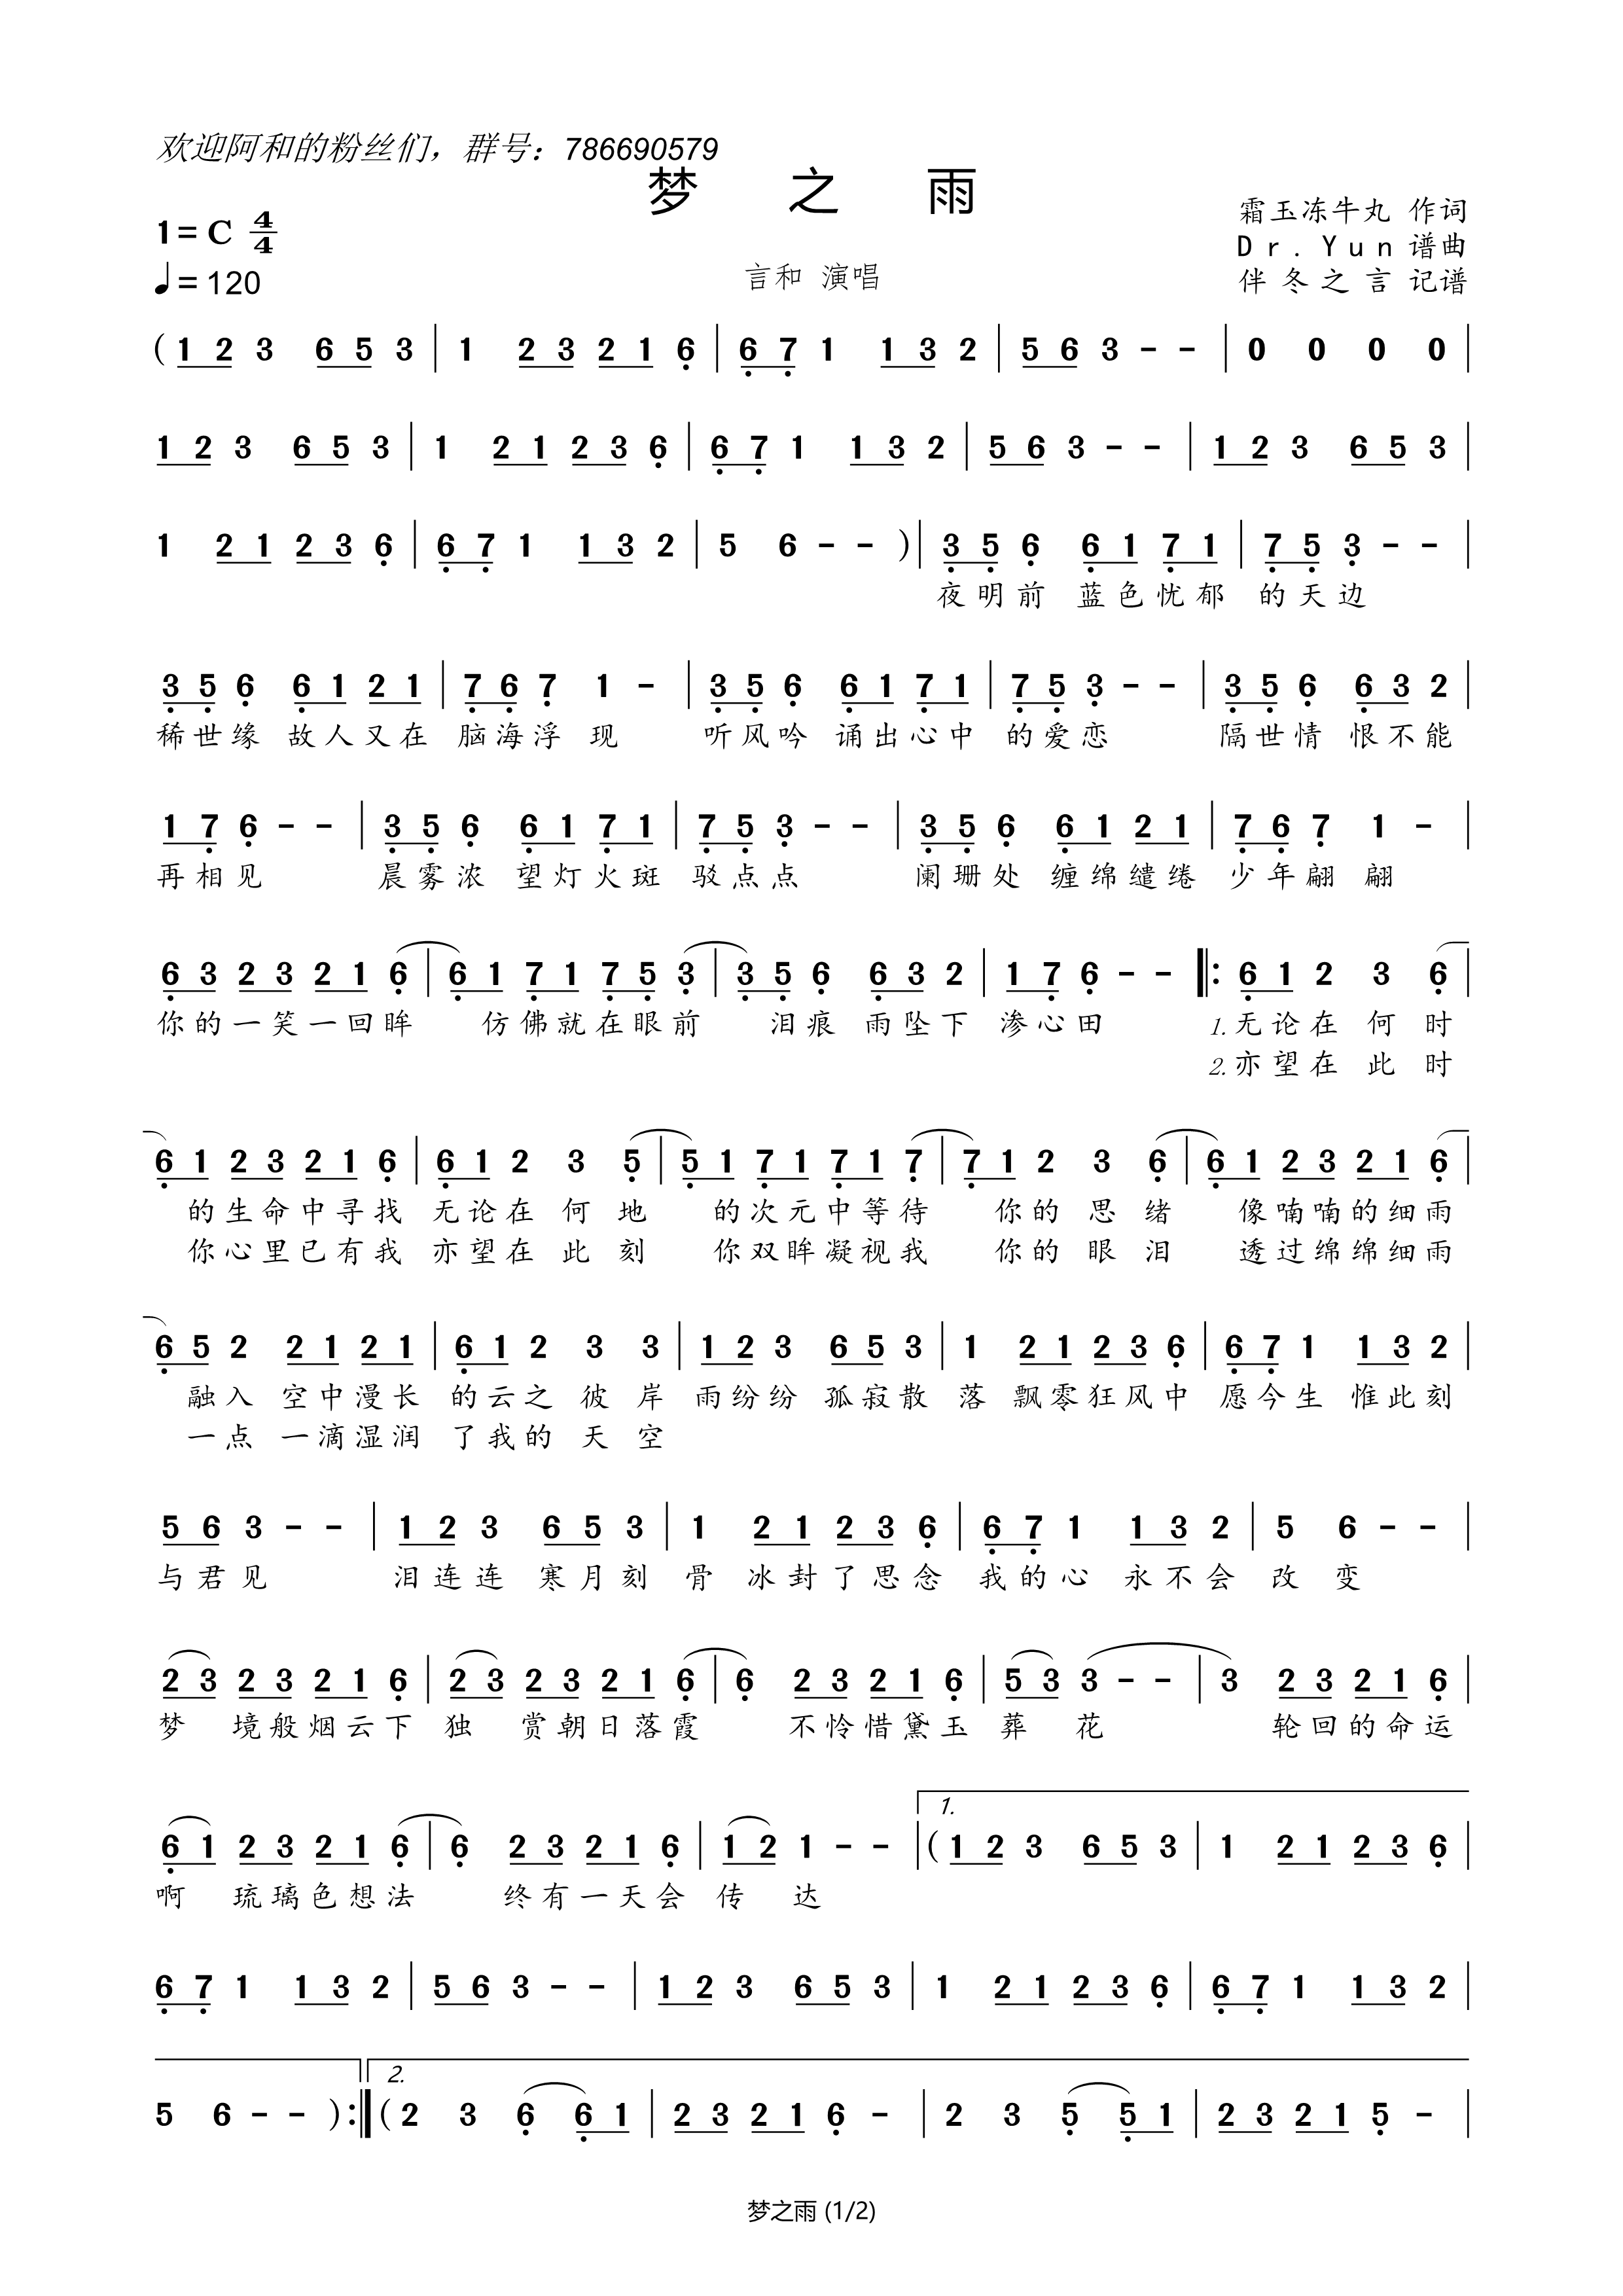 欢迎阿和的粉丝们，群号：786690579
梦 之 雨
霜玉冻牛丸 作词
1=C 4/4
Dr.Yun 谱曲
♩=120
言和 演唱
伴冬之言 记谱
(1 2 3 6 5 3 | 1 2 3 2 1 6 | 6 7 1 1 3 2 | 5 6 3 - - | 0 0 0 0 |
1 2 3 6 5 3 | 1 2 1 2 3 6 | 6 7 1 1 3 2 | 5 6 3 - - | 1 2 3 6 5 3 |
1 2 1 2 3 6 | 6 7 1 1 3 2 | 5 6 - - ) | 3 5 6 6 1 7 1 | 7 5 3 - - |
夜明前 蓝色忧郁 的天边
3 5 6 6 1 2 1 | 7 6 7 1 - | 3 5 6 6 1 7 1 | 7 5 3 - - | 3 5 6 6 3 2 |
稀世缘 故人又在 脑海浮 现 听风吟 诵出心中 的爱恋 隔世情 恨不能
1 7 6 - - | 3 5 6 6 1 7 1 | 7 5 3 - - | 3 5 6 6 1 2 1 | 7 6 7 1 - |
再相见 晨雾浓 望灯火斑 驳点点 阑珊处 缠绵缱绻 少年翩 翩
6 3 2 3 2 1 6 | 6 1 7 1 7 5 3 | 3 5 6 6 3 2 | 1 7 6 - - |: 6 1 2 3 6 |
你的一笑一回眸 仿佛就在眼前 泪痕 雨坠下 渗心田 1.无论在 何 时
2.亦望在 此 时
6 1 2 3 2 1 6 | 6 1 2 3 5 | 5 1 7 1 7 1 7 | 7 1 2 3 6 | 6 1 2 3 2 1 6 |
的生命中寻找 无论在 何 地 的次元中等待 你的 思 绪 像喃喃的细雨
你心里已有我 亦望在 此 刻 你双眸凝视我 你的 眼 泪 透过绵绵细雨
6 5 2 2 1 2 1 | 6 1 2 3 3 | 1 2 3 6 5 3 | 1 2 1 2 3 6 | 6 7 1 1 3 2 |
融入 空中漫长 的云之 彼 岸 雨纷纷 孤寂散 落 飘零狂风中 愿今生 惟此刻
一点 一滴湿润 了我的 天 空
5 6 3 - - | 1 2 3 6 5 3 | 1 2 1 2 3 6 | 6 7 1 1 3 2 | 5 6 - - |
与君见 泪连连 寒月刻 骨 冰封了思念 我的心 永不会 改 变
2 3 2 3 2 1 6 | 2 3 2 3 2 1 6 | 6 2 3 2 1 6 | 5 3 3 - - | 3 2 3 2 1 6 |
梦 境般烟云下 独 赏朝日落霞 不怜惜黛玉 葬 花 轮回的命运
1.
6 1 2 3 2 1 6 | 6 2 3 2 1 6 | 1 2 1 - - | (1 2 3 6 5 3 | 1 2 1 2 3 6 |
啊 琉璃色想法 终有一天会 传 达
6 7 1 1 3 2 | 5 6 3 - - | 1 2 3 6 5 3 | 1 2 1 2 3 6 | 6 7 1 1 3 2 |
2.
5 6 - - ) :| (2 3 6 6 1 | 2 3 2 1 6 - | 2 3 5 5 1 | 2 3 2 1 5 - |
梦之雨 (1/2)